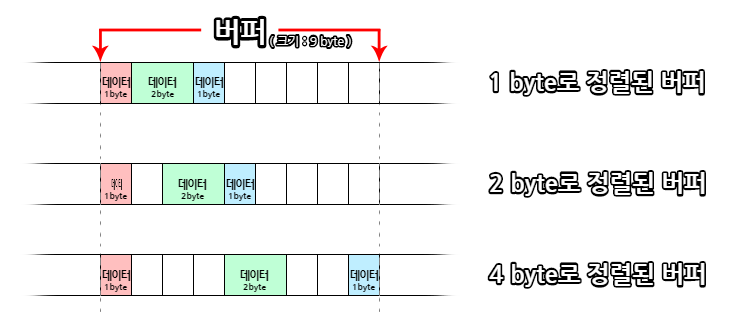 버퍼 ( 크기 : 9 byte )
데이터 데이터 데이터
1byte 2byte 1byte
1 byte로 정렬된 버퍼
데이터 데이터
1byte 2byte 1byte
2 byte로 정렬된 버퍼
데이터 데이터 데이터
1byte 2byte 1byte
4 byte로 정렬된 버퍼